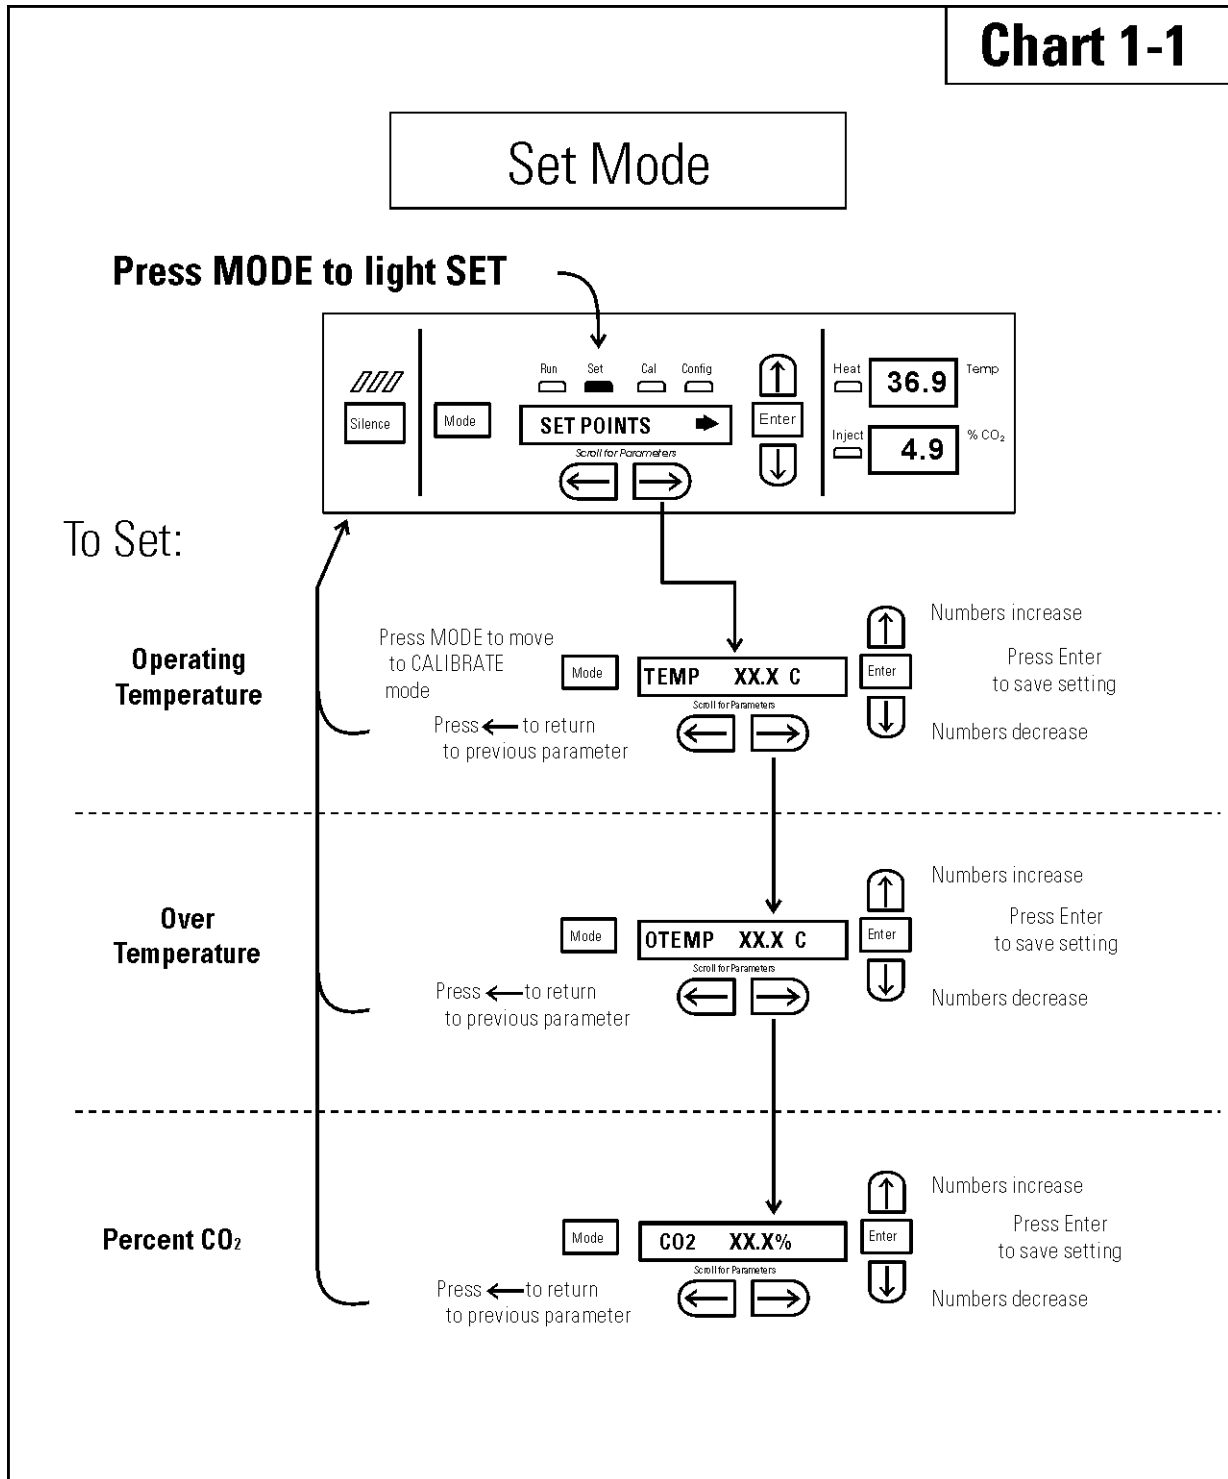 Chart 1-1
Set Mode
Press MODE to light SET
Run Set Cal Config
Heat 36.9 Temp
Silence Mode SET POINTS Enter
Inject 4.9 % CO₂
Scroll for Parameters
To Set:
Operating
Temperature
Press MODE to move
to CALIBRATE
mode
Press to return
to previous parameter
Mode
TEMP XX.X C
Scroll for Parameters
Enter
Numbers increase
Press Enter
to save setting
Numbers decrease
Over
Temperature
Press to return
to previous parameter
Mode
OTEMP XX.X C
Scroll for Parameters
Enter
Numbers increase
Press Enter
to save setting
Numbers decrease
Percent CO₂
Press to return
to previous parameter
Mode
CO2 XX.X%
Scroll for Parameters
Enter
Numbers increase
Press Enter
to save setting
Numbers decrease